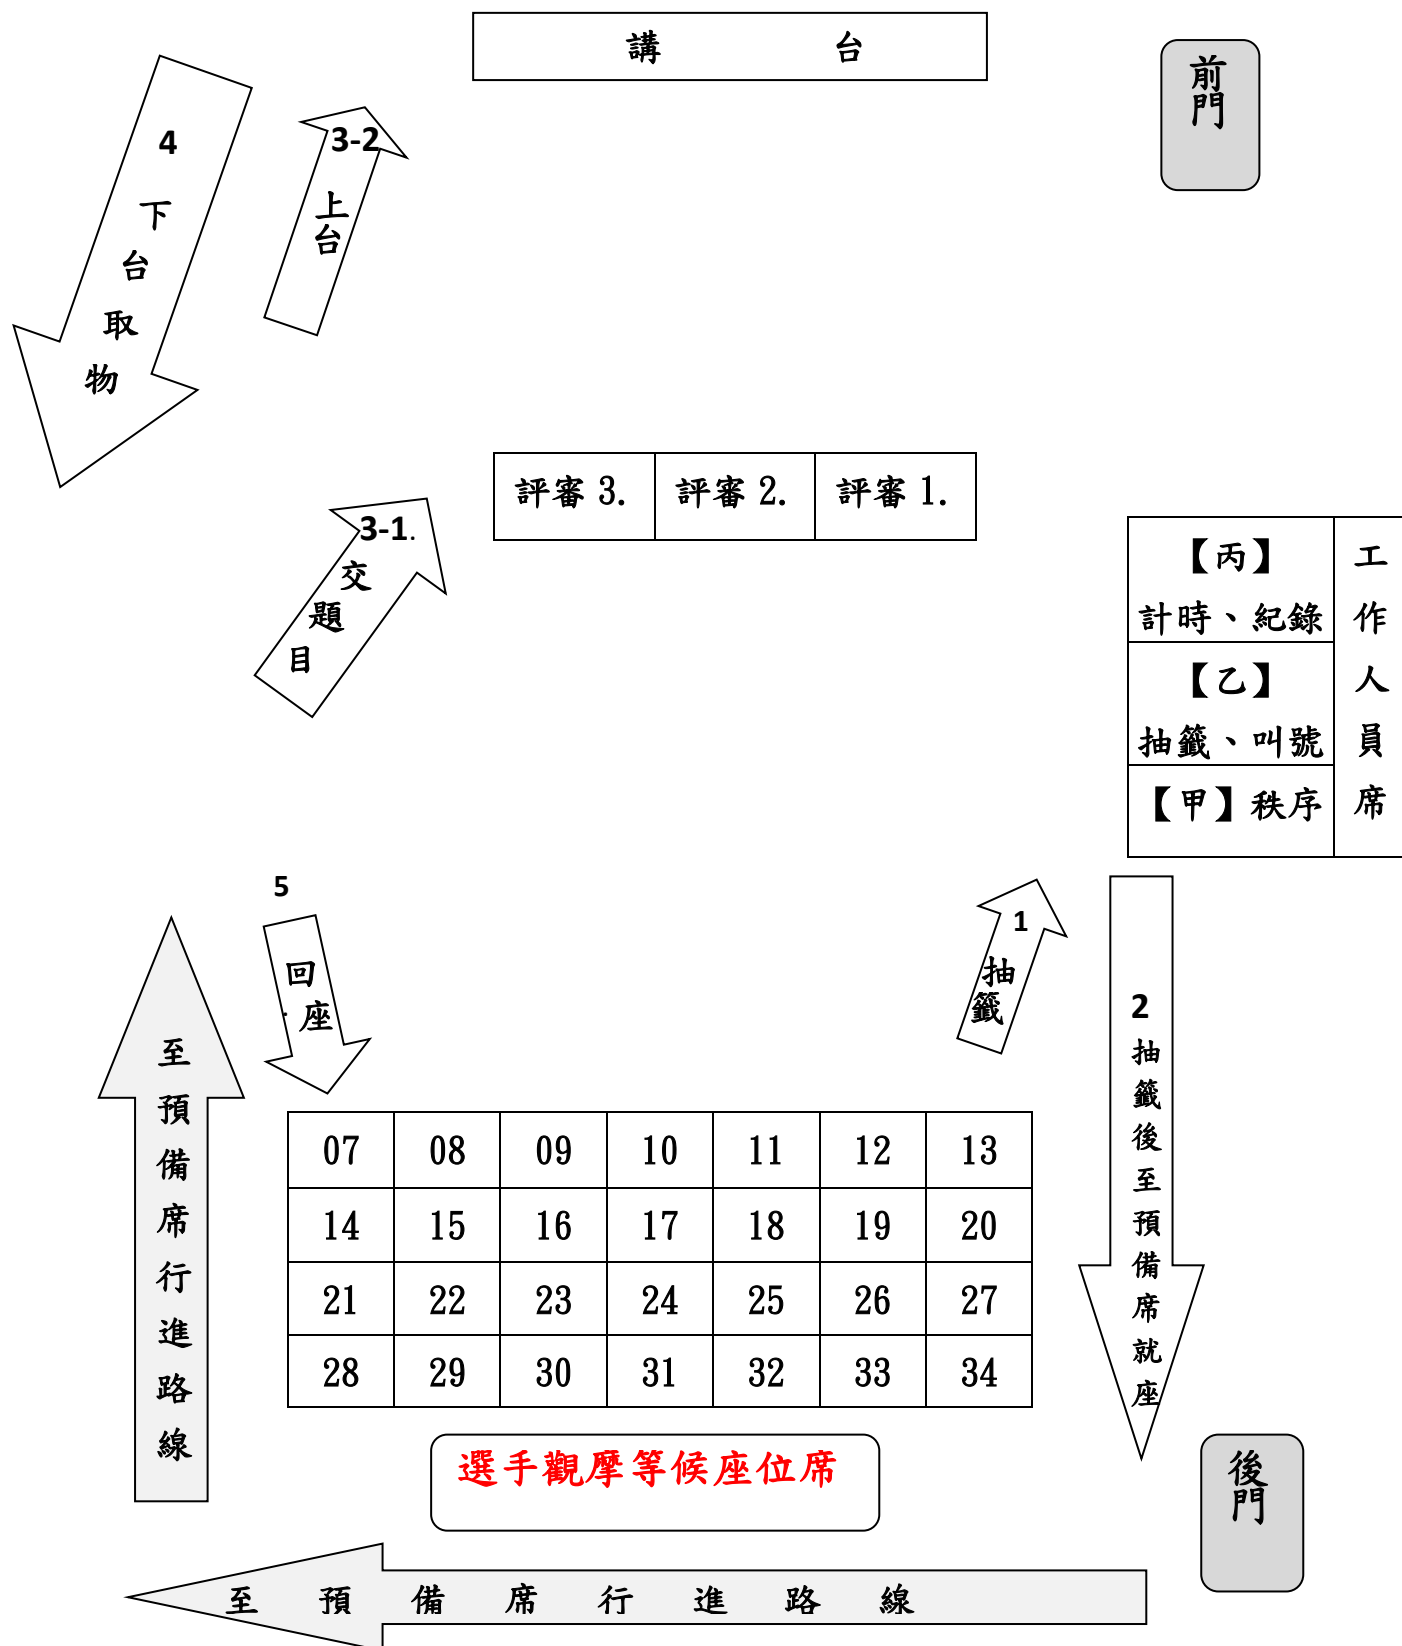 講台
前門
4
下台取物
3-2
上台
評審 3.
評審 2.
評審 1.
3-1.
交題目
【丙】
計時、紀錄
【乙】
抽籤、叫號
【甲】秩序
工作人員席
5
回座
1
抽籤
2
抽籤後至預備席就座
至預備席行進路線
07 08 09 10 11 12 13
14 15 16 17 18 19 20
21 22 23 24 25 26 27
28 29 30 31 32 33 34
選手觀摩等候座位席
後門
至預備席行進路線